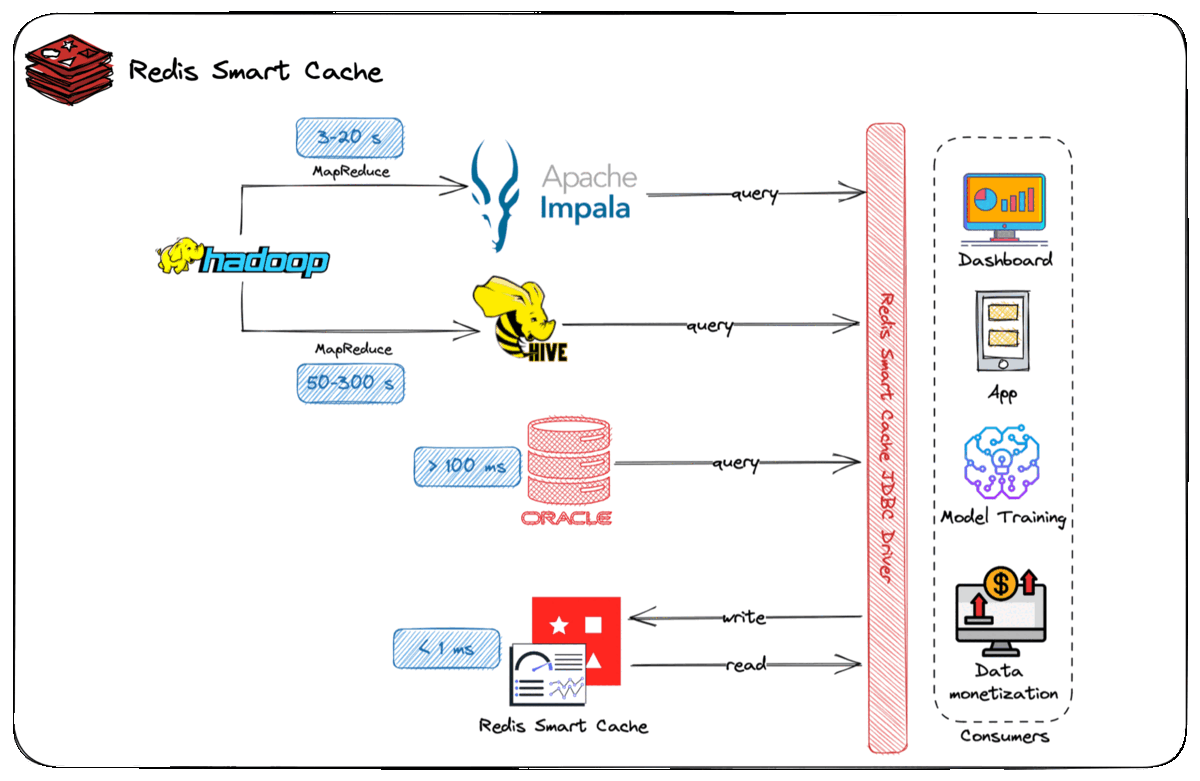 Redis Smart Cache
3-20 s
MapReduce
Apache
Impala
query
hadoop
HIVE
query
MapReduce
50-300 s
> 100 ms
ORACLE
query
< 1 ms
write
read
Redis Smart Cache
Redis Smart Cache JDBC Driver
Dashboard
App
Model Training
$
Data
monetization
Consumers